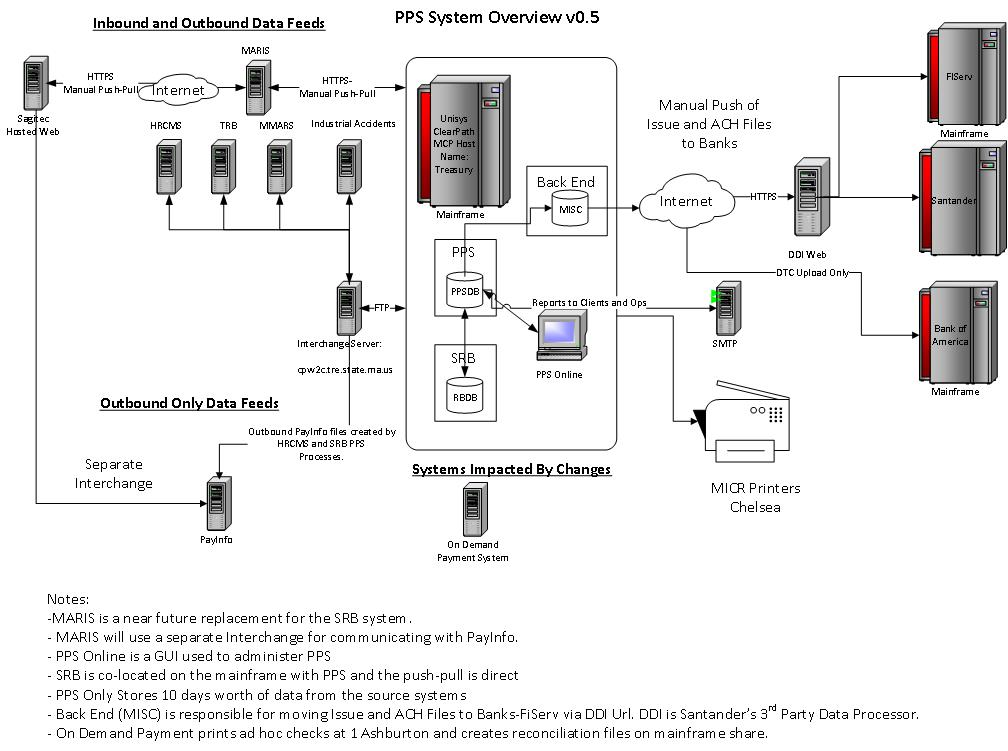 PPS System Overview v0.5
Inbound and Outbound Data Feeds
MARIS
HTTPS
Manual Push-Pull
Internet
HTTPS-
Manual Push-Pull
Sagitec
Hosted Web
HRCMS
TRB
MMARS
Industrial Accidents
Unisys
ClearPath
MCP Host
Name:
Treasury
Mainframe
Back End
MISC
PPS
PPSDB
SRB
RBDB
PPS Online
Reports to Clients and Ops
Manual Push of
Issue and ACH Files
to Banks
Internet
HTTPS
DDI Web
DTC Upload Only
FiServ
Mainframe
Santander
Bank of
America
Mainframe
SMTP
FTP
Interchange Server:
cpw2c.tre.state.ma.us
Outbound Only Data Feeds
Outbound PayInfo files created by
HRCMS and SRB PPS
Processes.
Separate
Interchange
PayInfo
Systems Impacted By Changes
On Demand
Payment System
MICR Printers
Chelsea
Notes:
-MARIS is a near future replacement for the SRB system.
- MARIS will use a separate Interchange for communicating with PayInfo.
- PPS Online is a GUI used to administer PPS
- SRB is co-located on the mainframe with PPS and the push-pull is direct
- PPS Only Stores 10 days worth of data from the source systems
- Back End (MISC) is responsible for moving Issue and ACH Files to Banks-FiServ via DDI Url. DDI is Santander's 3rd Party Data Processor.
- On Demand Payment prints ad hoc checks at 1 Ashburton and creates reconciliation files on mainframe share.